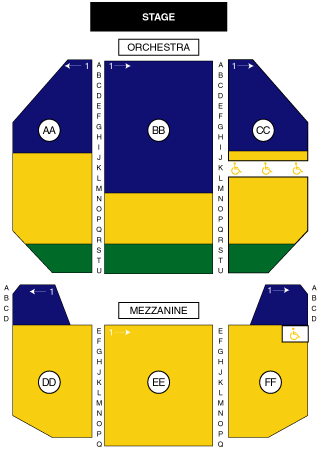 STAGE
ORCHESTRA
1 A 1 A 1
B B
C C
D D
E E
F F
G G
AA H BB H CC
I I
J J
K K
L L
M M
N N
O O
P P
Q Q
R R
S S
T T
U U
A 1 1 A
B B
C MEZZANINE C
D D
E 1 E
F F
G G
H H
J J
DD K EE K FF
L L
M M
N N
O O
P P
Q Q